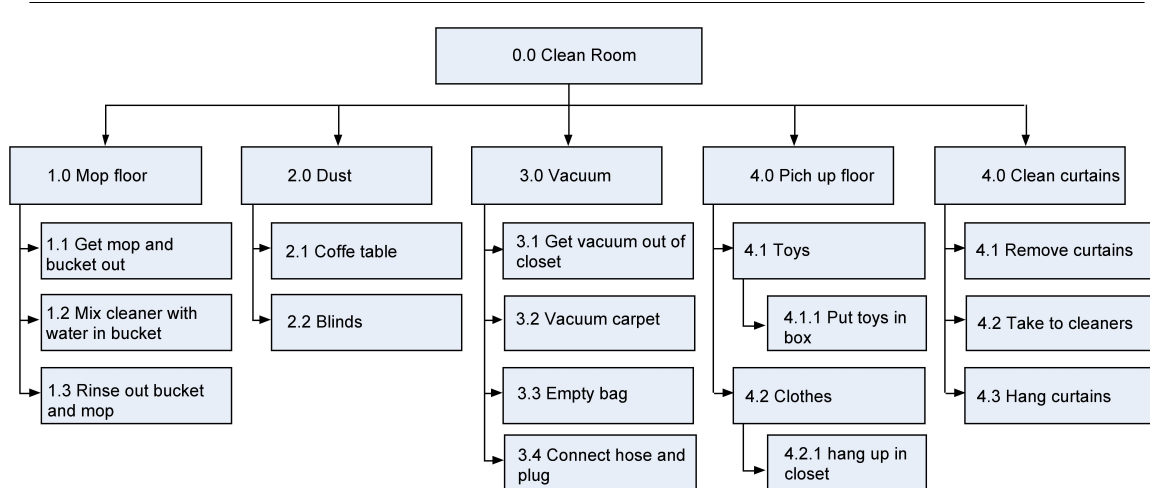 0.0 Clean Room
1.0 Mop floor
1.1 Get mop and
bucket out
1.2 Mix cleaner with
water in bucket
1.3 Rinse out bucket
and mop
2.0 Dust
2.1 Coffe table
2.2 Blinds
3.0 Vacuum
3.1 Get vacuum out of
closet
3.2 Vacuum carpet
3.3 Empty bag
3.4 Connect hose and
plug
4.0 Pich up floor
4.1 Toys
4.1.1 Put toys in
box
4.2 Clothes
4.2.1 hang up in
closet
4.0 Clean curtains
4.1 Remove curtains
4.2 Take to cleaners
4.3 Hang curtains